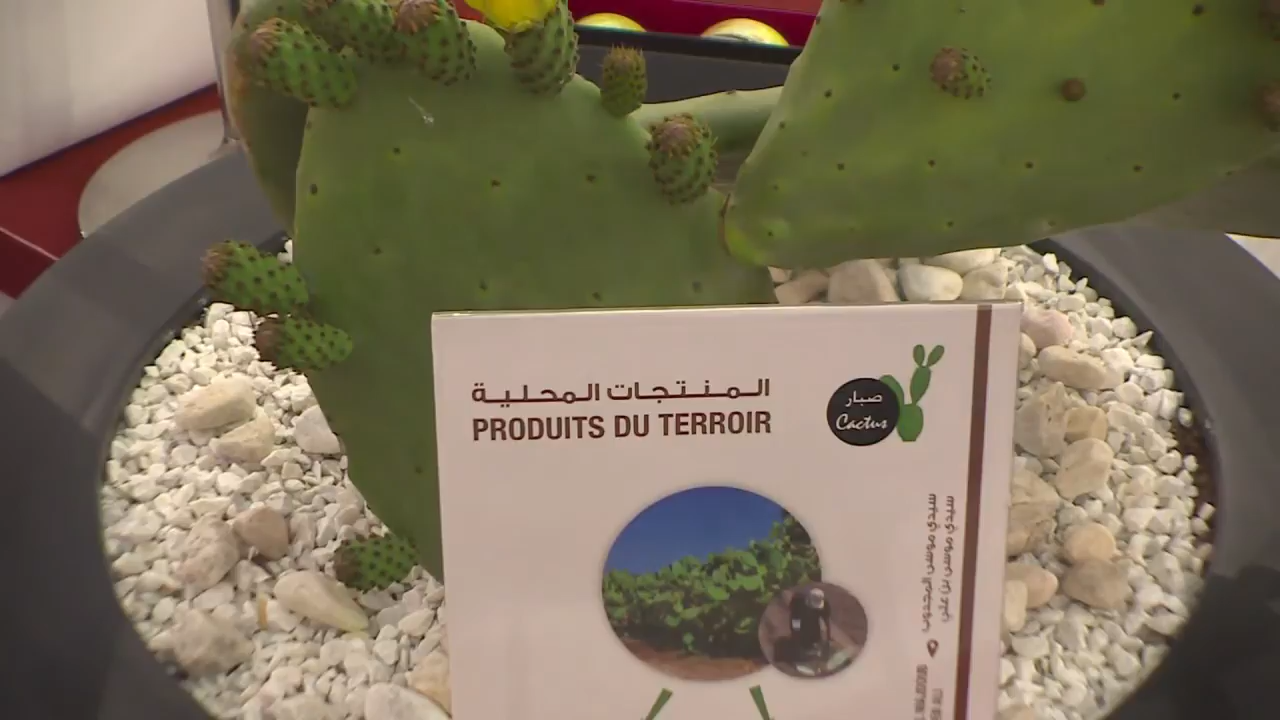 المنتجات المحلية
PRODUITS DU TERROIR
صبار
Cactus
سيدي موسى المجدوب
سيدي موسى بن علي